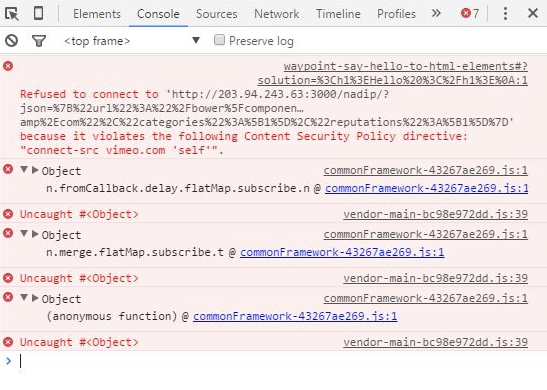 Elements Console Sources Network Timeline Profiles » 7
<top frame> Preserve log
waypoint-say-hello-to-html-elements#?
solution=%3Ch1%3EHello%20%3C%2Fh1%3E%0A:1
Refused to connect to 'http://203.94.243.63:3000/nadip/?
json=%7B%22url%22%3A%22%2Fbower%5Fcomponen…
amp%2Ecom%22%2C%22categories%22%3A%5B1%5D%2C%22reputations%22%3A%5B1%5D%7D'
because it violates the following Content Security Policy directive:
"connect-src vimeo.com 'self'".
Object commonFramework-43267ae269.js:1
n.fromCallback.delay.flatMap.subscribe.n @ commonFramework-43267ae269.js:1
Uncaught #<Object> vendor-main-bc98e972dd.js:39
Object commonFramework-43267ae269.js:1
n.merge.flatMap.subscribe.t @ commonFramework-43267ae269.js:1
Uncaught #<Object> vendor-main-bc98e972dd.js:39
Object commonFramework-43267ae269.js:1
(anonymous function) @ commonFramework-43267ae269.js:1
Uncaught #<Object> vendor-main-bc98e972dd.js:39
>